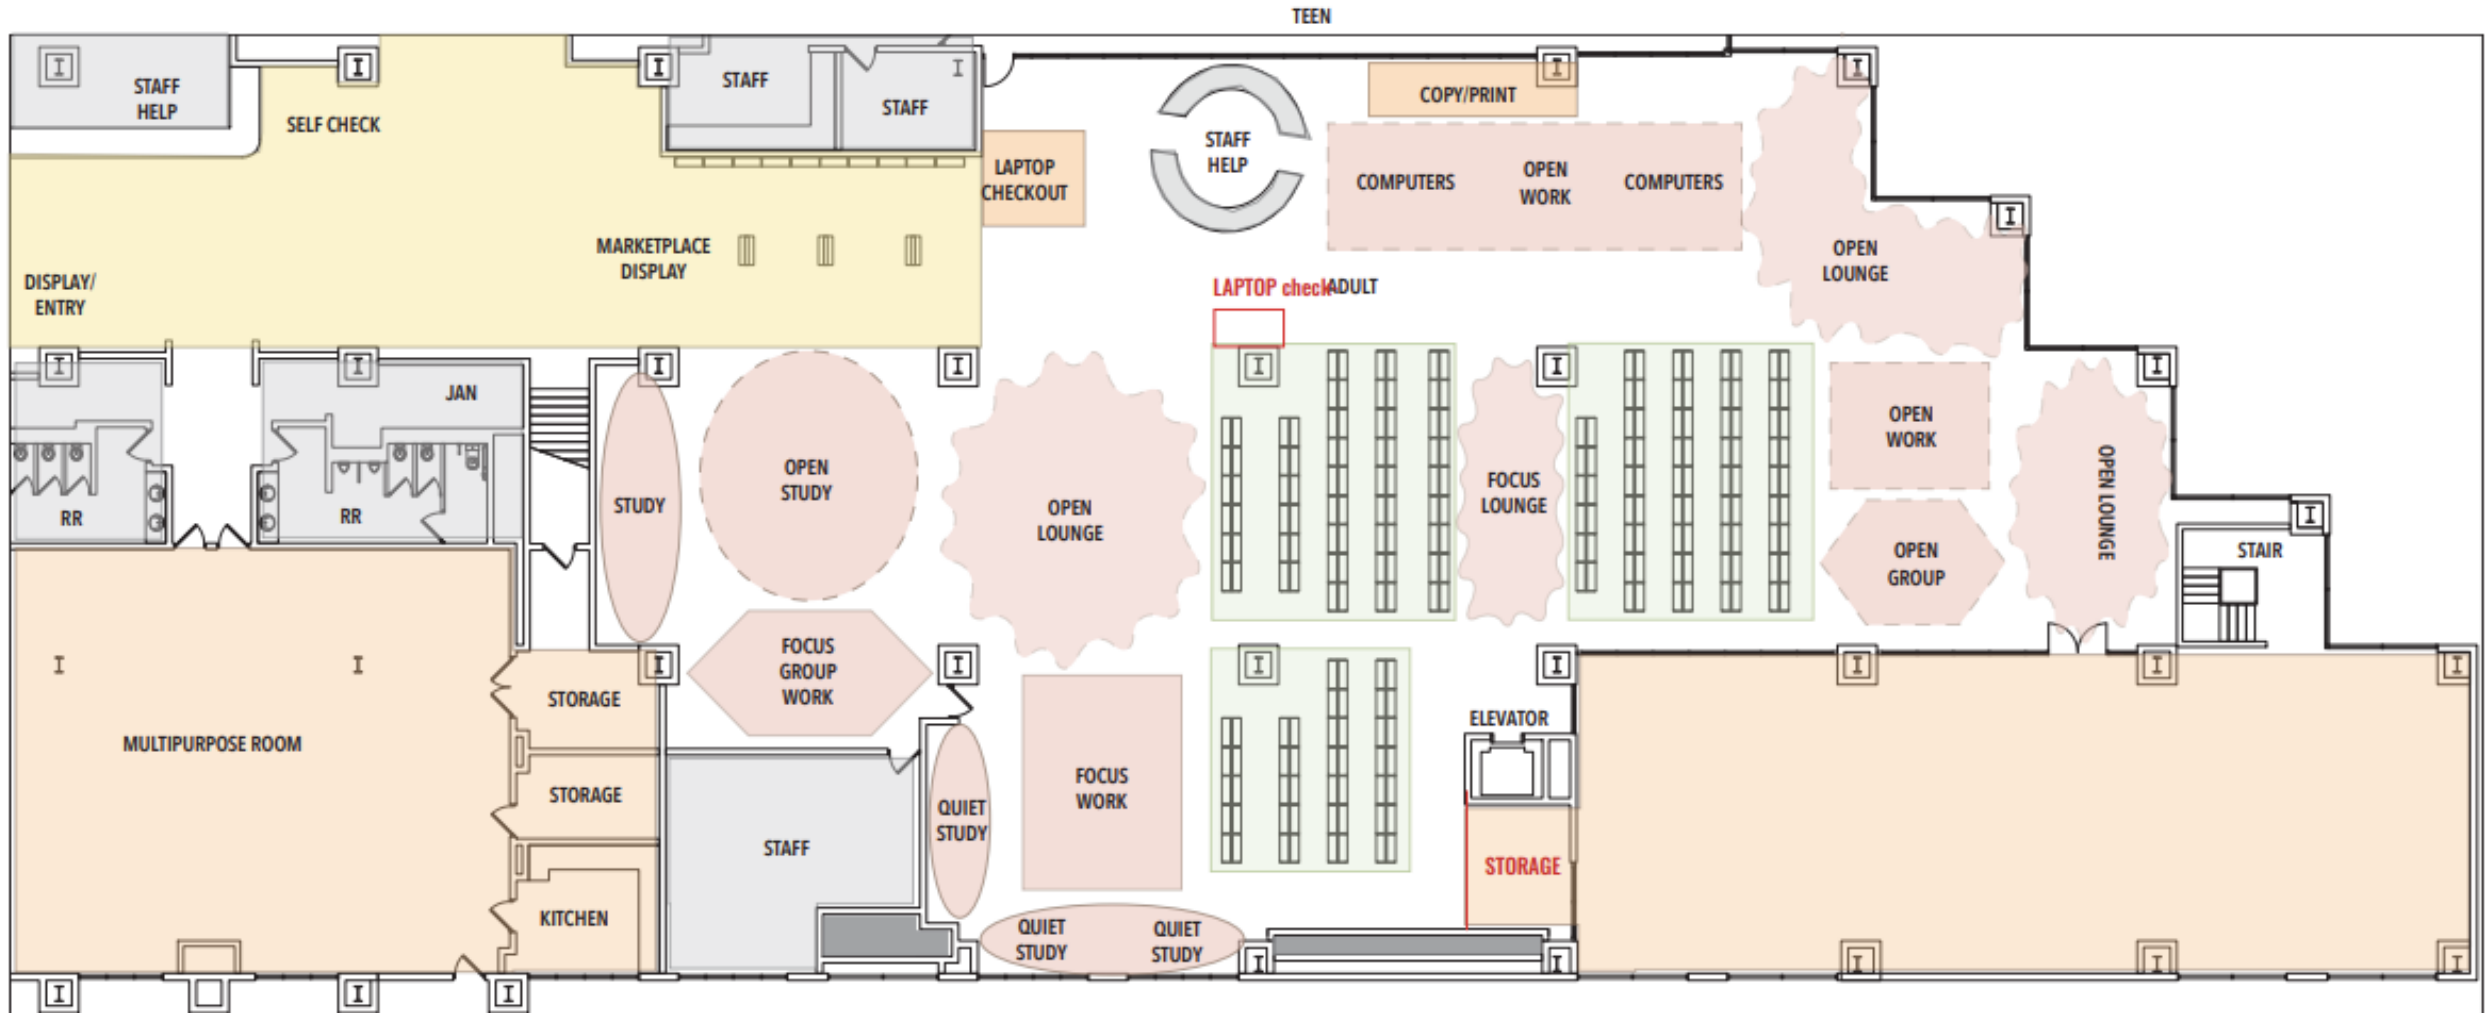 TEEN
STAFF
HELP
SELF CHECK
STAFF
STAFF
COPY/PRINT
STAFF
HELP
LAPTOP
CHECKOUT
COMPUTERS
OPEN
WORK
COMPUTERS
MARKETPLACE
DISPLAY
OPEN
LOUNGE
DISPLAY/
ENTRY
LAPTOP check
ADULT
JAN
OPEN
WORK
OPEN
STUDY
STUDY
FOCUS
LOUNGE
OPEN
LOUNGE
OPEN LOUNGE
RR
RR
OPEN
GROUP
STAIR
FOCUS
GROUP
WORK
STORAGE
ELEVATOR
MULTIPURPOSE ROOM
FOCUS
WORK
STORAGE
QUIET
STUDY
STAFF
STORAGE
KITCHEN
QUIET
STUDY
QUIET
STUDY